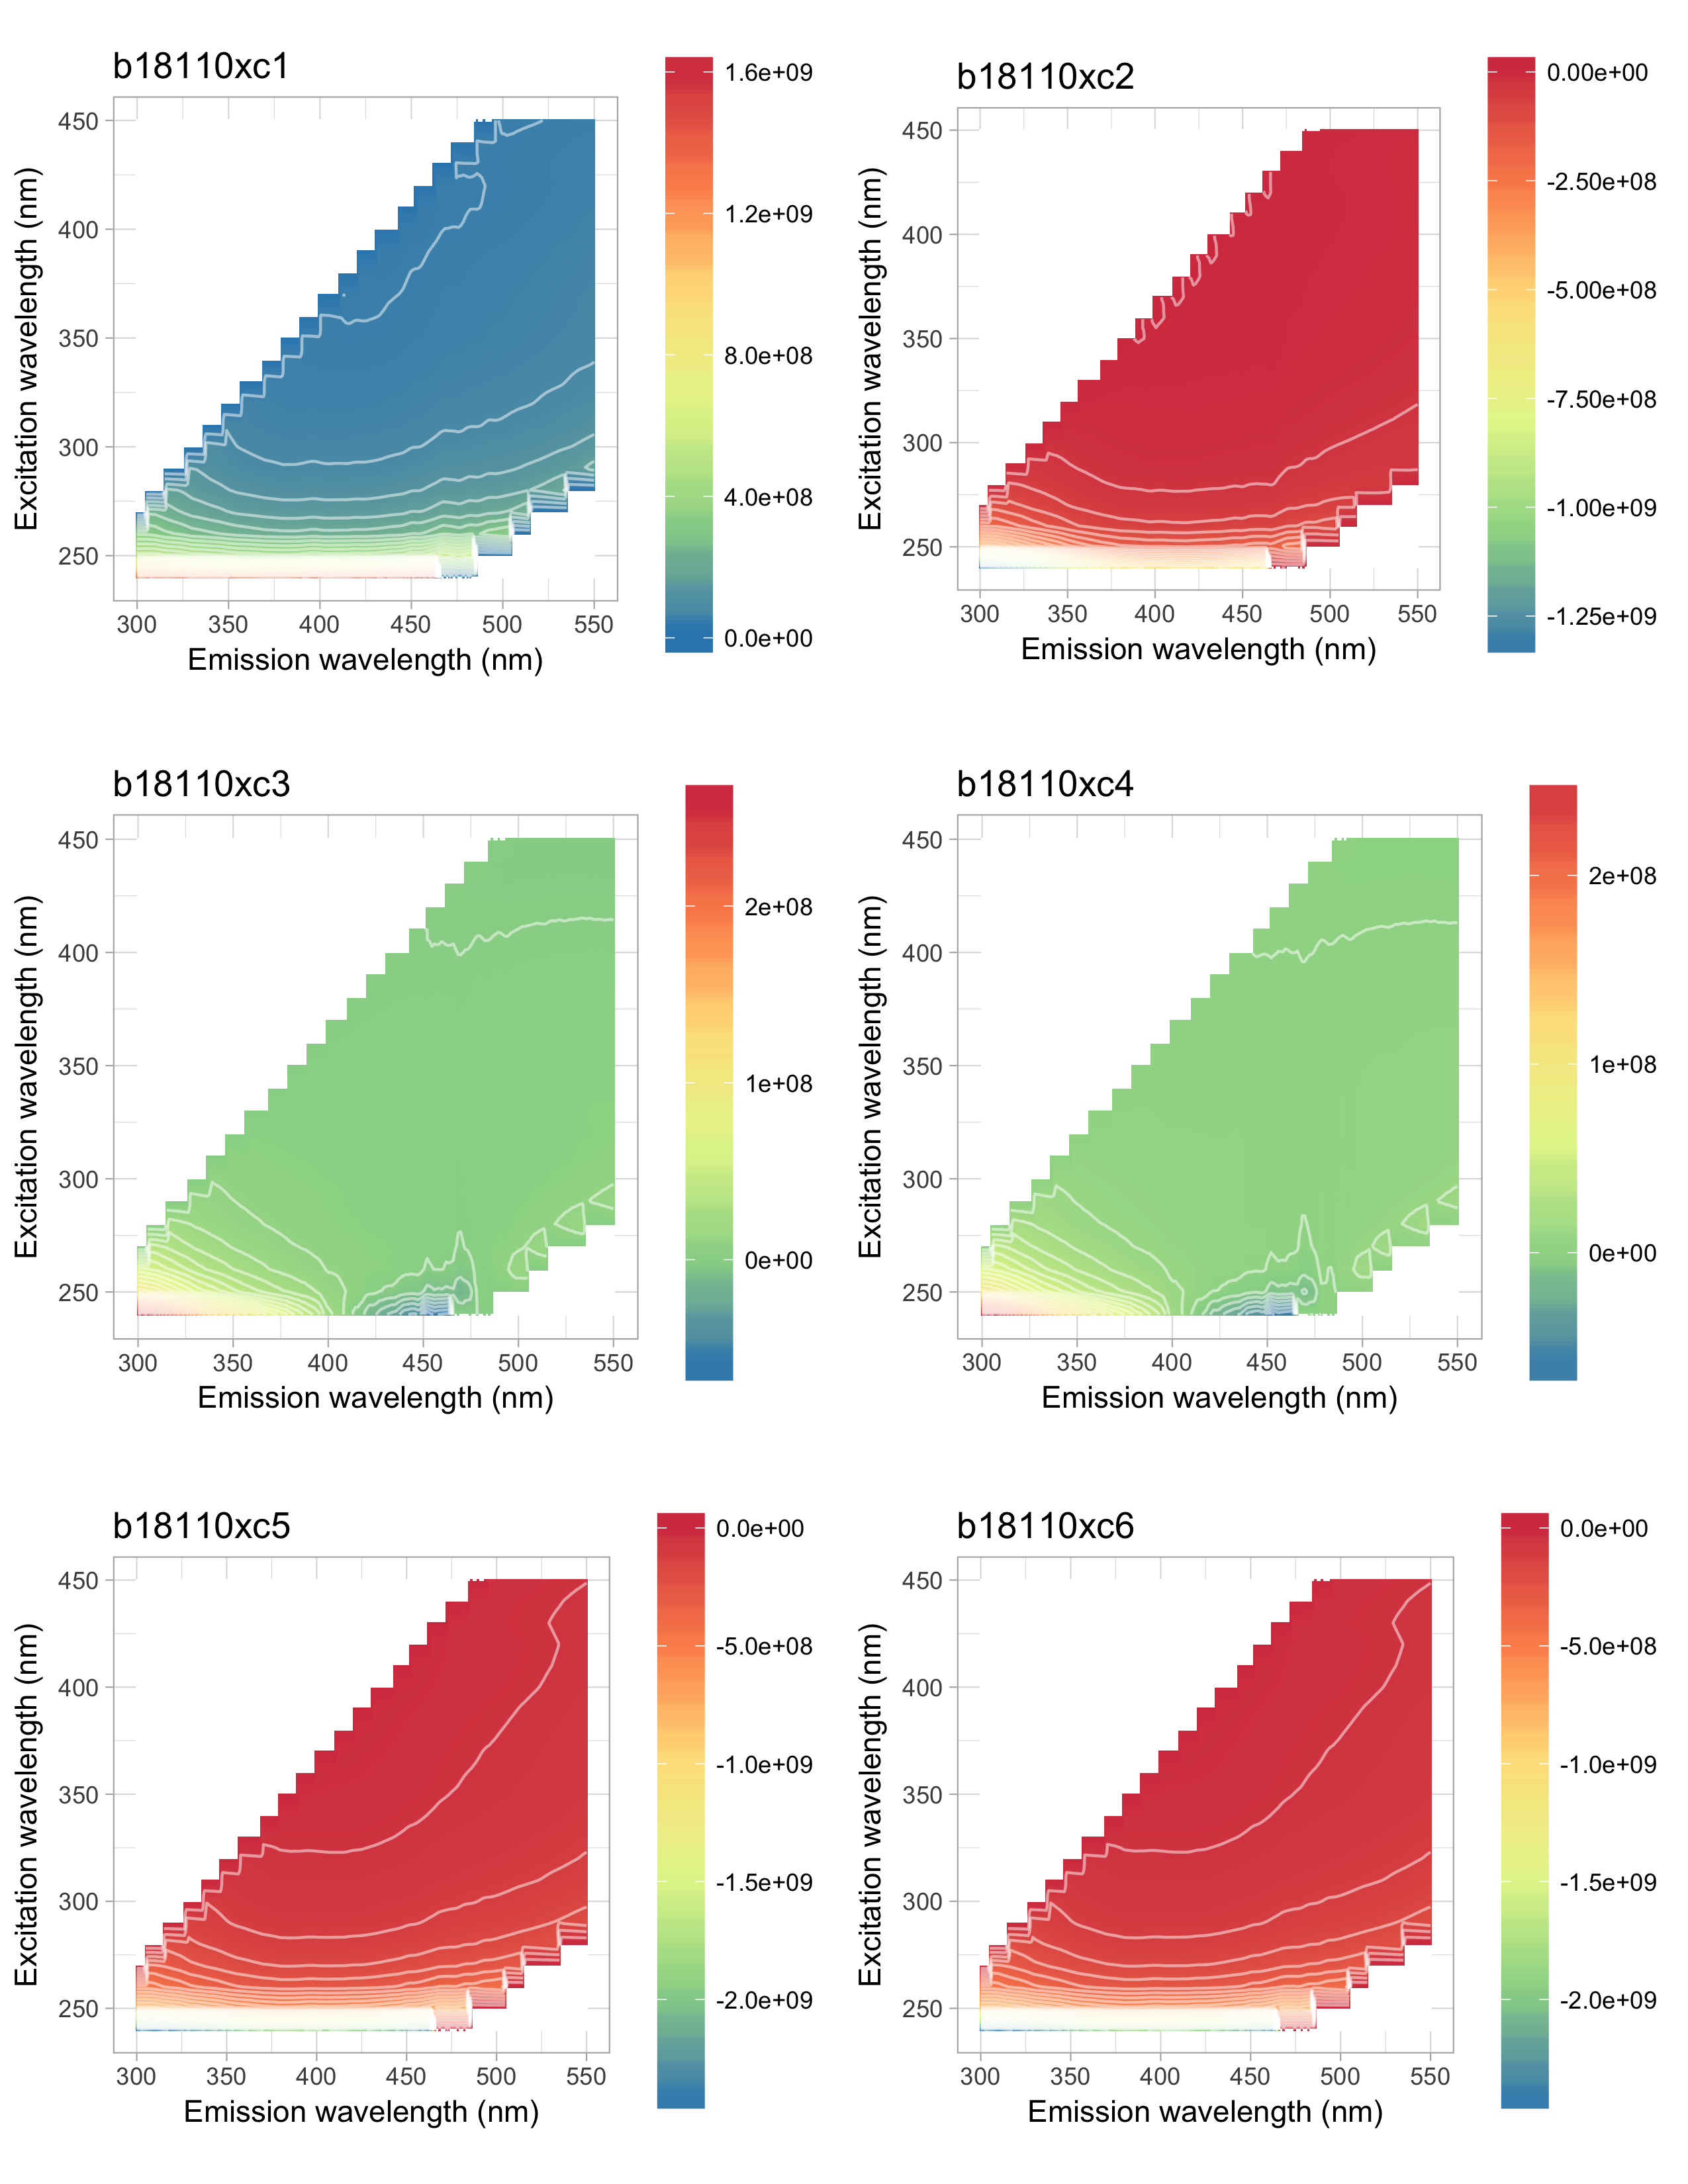 b18110xc1
1.6e+09
1.2e+09
8.0e+08
4.0e+08
0.0e+00
Excitation wavelength (nm)
450
400
350
300
250
300 350 400 450 500 550
Emission wavelength (nm)
b18110xc2
0.00e+00
-2.50e+08
-5.00e+08
-7.50e+08
-1.00e+09
-1.25e+09
Excitation wavelength (nm)
450
400
350
300
250
300 350 400 450 500 550
Emission wavelength (nm)
b18110xc3
2e+08
1e+08
0e+00
Excitation wavelength (nm)
450
400
350
300
250
300 350 400 450 500 550
Emission wavelength (nm)
b18110xc4
2e+08
1e+08
0e+00
Excitation wavelength (nm)
450
400
350
300
250
300 350 400 450 500 550
Emission wavelength (nm)
b18110xc5
0.0e+00
-5.0e+08
-1.0e+09
-1.5e+09
-2.0e+09
Excitation wavelength (nm)
450
400
350
300
250
300 350 400 450 500 550
Emission wavelength (nm)
b18110xc6
0.0e+00
-5.0e+08
-1.0e+09
-1.5e+09
-2.0e+09
Excitation wavelength (nm)
450
400
350
300
250
300 350 400 450 500 550
Emission wavelength (nm)